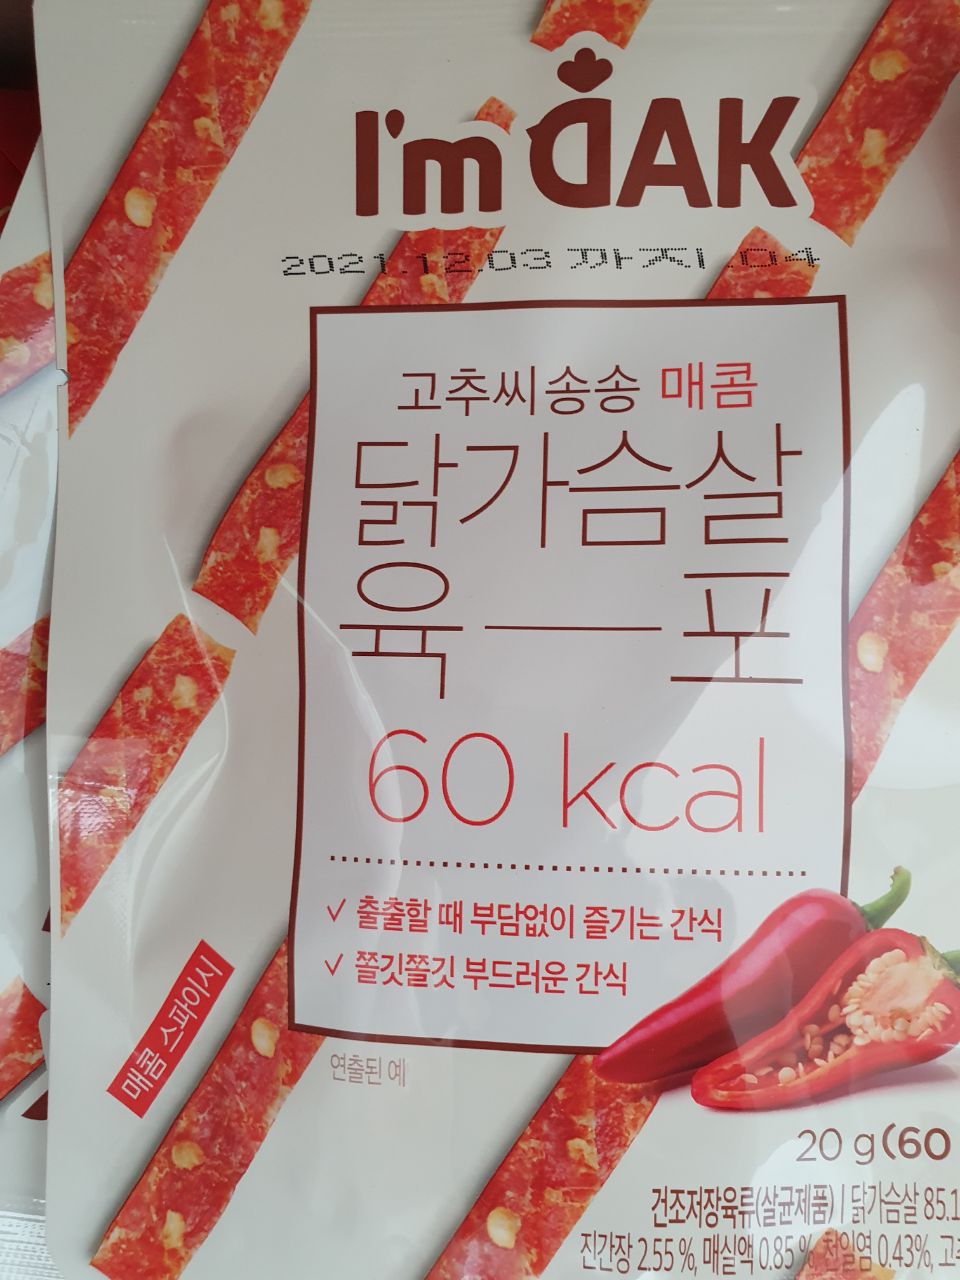 I'm DAK
2021.12.03 까지 .04
고추씨송송 매콤
닭가슴살
육—포
60 kcal
✓ 출출할 때 부담없이 즐기는 간식
✓ 쫄깃쫄깃 부드러운 간식
매콤 스파이시
연출된 예
20 g(60
건조저장육류(살균제품) | 닭가슴살 85.1
진간장 2.55 %, 매실액 0.85 %, 천일염 0.43%, 고추